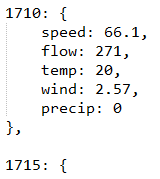 1710: {
speed: 66.1,
flow: 271,
temp: 20,
wind: 2.57,
precip: 0
},
1715: {